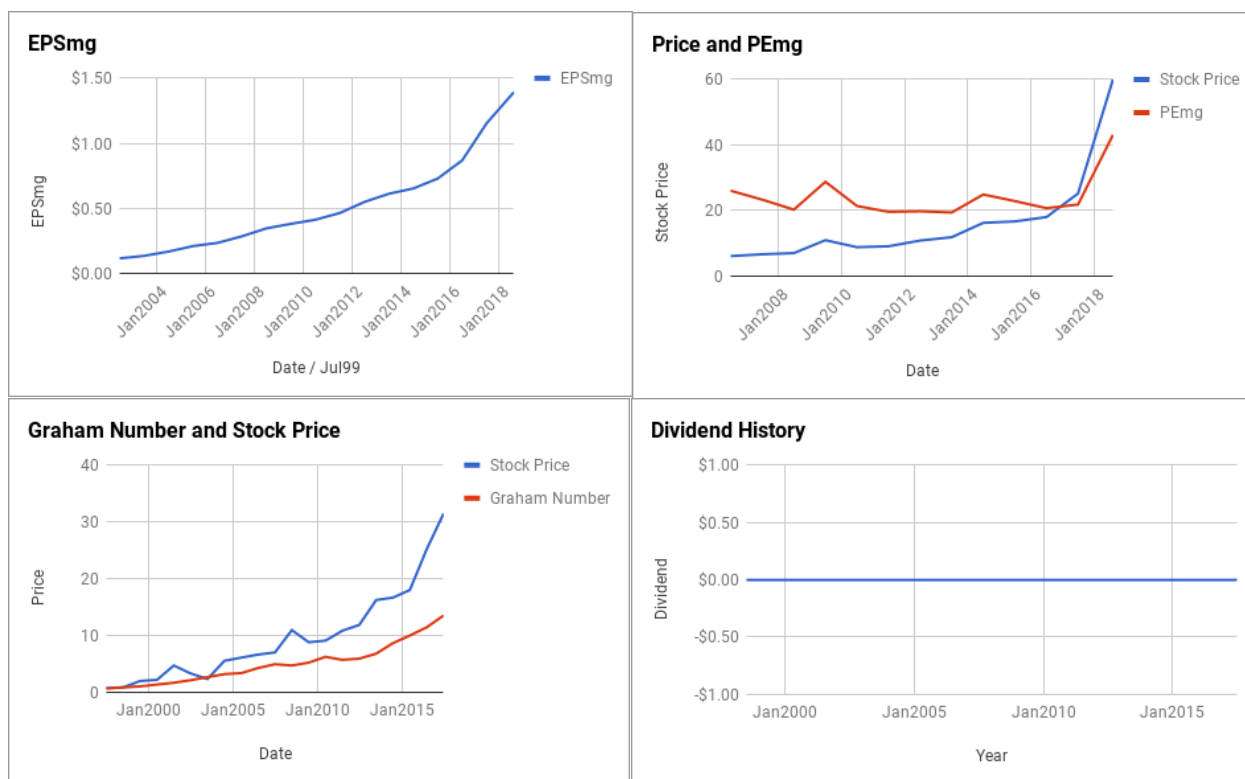 EPSmg
$1.50
$1.00
$0.50
$0.00
EPSmg
EPSmg
Jan2004
Jan2006
Jan2008
Jan2010
Jan2012
Jan2014
Jan2016
Jan2018
Date / Jul99
Price and PEmg
60
40
20
0
Stock Price
Stock Price
PEmg
Jan2008
Jan2010
Jan2012
Jan2014
Jan2016
Jan2018
Date
Graham Number and Stock Price
40
30
20
10
0
Price
Stock Price
Graham Number
Jan2000
Jan2005
Jan2010
Jan2015
Date
Dividend History
$1.00
$0.50
$0.00
-$0.50
-$1.00
Dividend
Jan2000
Jan2005
Jan2010
Jan2015
Year